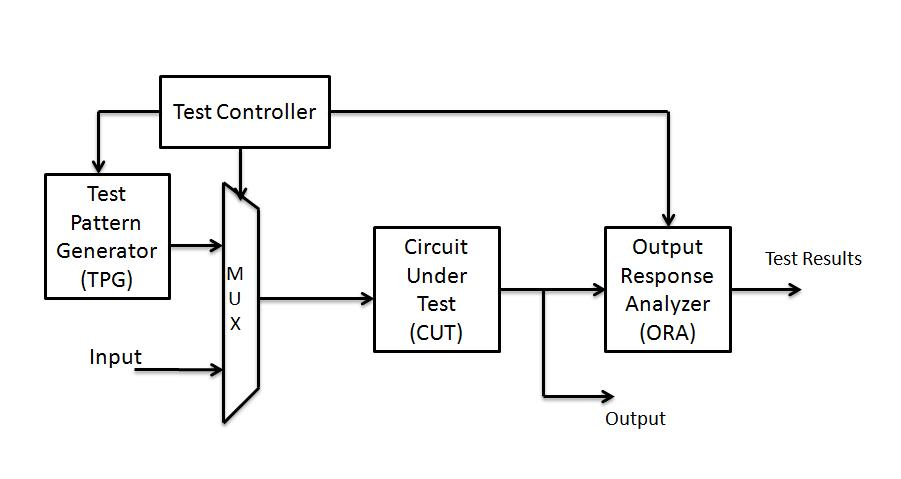 Test Controller
Test
Pattern
Generator
(TPG)
M
U
X
Input
Circuit
Under
Test
(CUT)
Output
Response
Analyzer
(ORA)
Test Results
Output